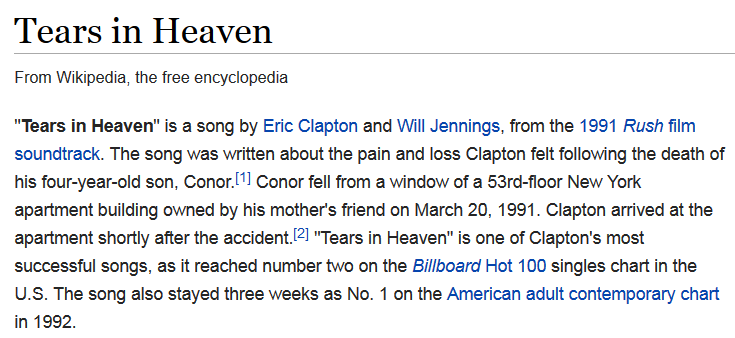 Tears in Heaven
From Wikipedia, the free encyclopedia
"Tears in Heaven" is a song by Eric Clapton and Will Jennings, from the 1991 Rush film
soundtrack. The song was written about the pain and loss Clapton felt following the death of
his four-year-old son, Conor.[1] Conor fell from a window of a 53rd-floor New York
apartment building owned by his mother's friend on March 20, 1991. Clapton arrived at the
apartment shortly after the accident.[2] "Tears in Heaven" is one of Clapton's most
successful songs, as it reached number two on the Billboard Hot 100 singles chart in the
U.S. The song also stayed three weeks as No. 1 on the American adult contemporary chart
in 1992.